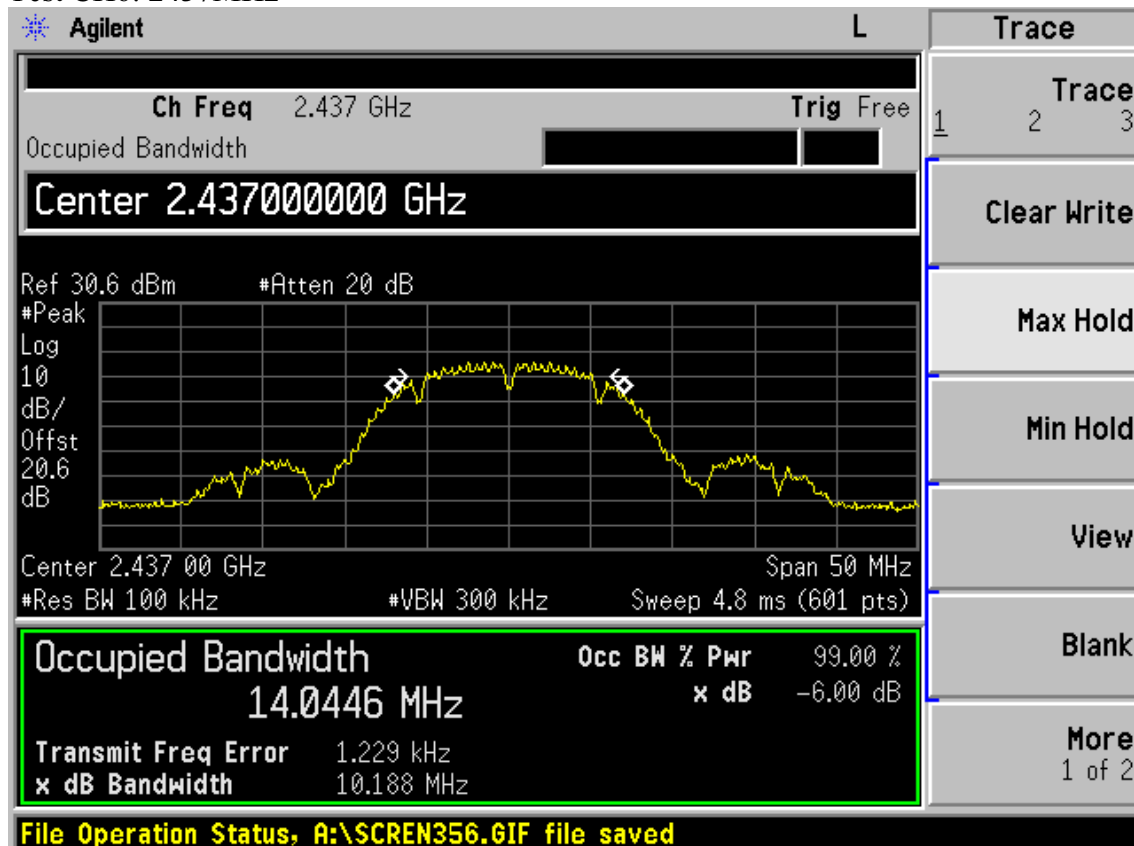 Agilent L Trace
Ch Freq 2.437 GHz Trig Free
Occupied Bandwidth
Center 2.437000000 GHz
Ref 30.6 dBm #Atten 20 dB
#Peak
Log
10
dB/
Offst
20.6
dB
Center 2.437 00 GHz Span 50 MHz
#Res BW 100 kHz #VBW 300 kHz Sweep 4.8 ms (601 pts)
Occupied Bandwidth Occ BW % Pwr 99.00 %
14.0446 MHz x dB -6.00 dB
Transmit Freq Error 1.229 kHz
x dB Bandwidth 10.188 MHz
File Operation Status, A:\SCREN356.GIF file saved
Trace
1 2 3
Clear Write
Max Hold
Min Hold
View
Blank
More
1 of 2